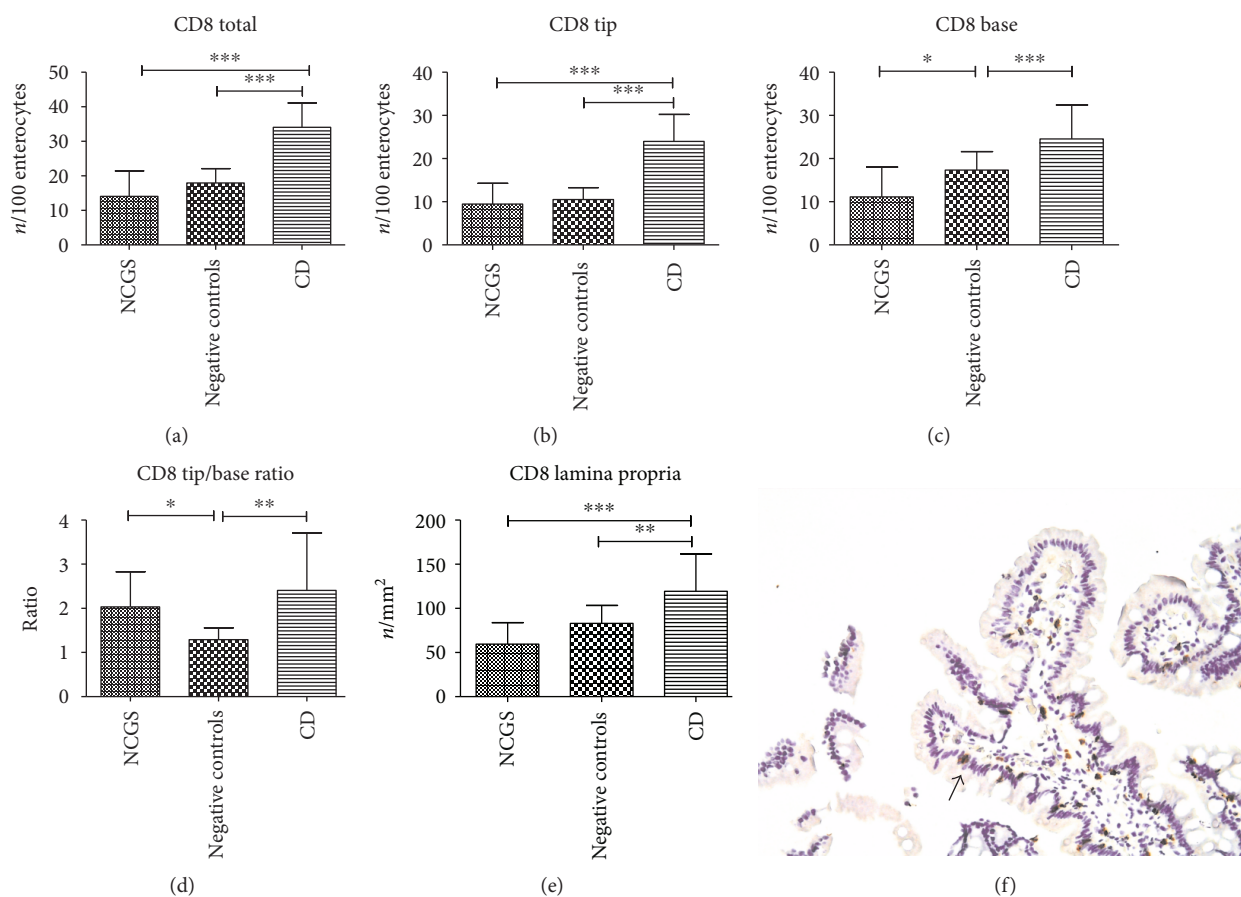 CD8 total
n/100 enterocytes
50
40
30
20
10
0
***
***
NCGS
Negative controls
CD
(a)
CD8 tip
n/100 enterocytes
40
30
20
10
0
***
***
NCGS
Negative controls
CD
(b)
CD8 base
n/100 enterocytes
40
30
20
10
0
*
***
NCGS
Negative controls
CD
(c)
CD8 tip/base ratio
Ratio
4
3
2
1
0
*
**
NCGS
Negative controls
CD
(d)
CD8 lamina propria
n/mm²
200
150
100
50
0
***
**
NCGS
Negative controls
CD
(e)
(f)